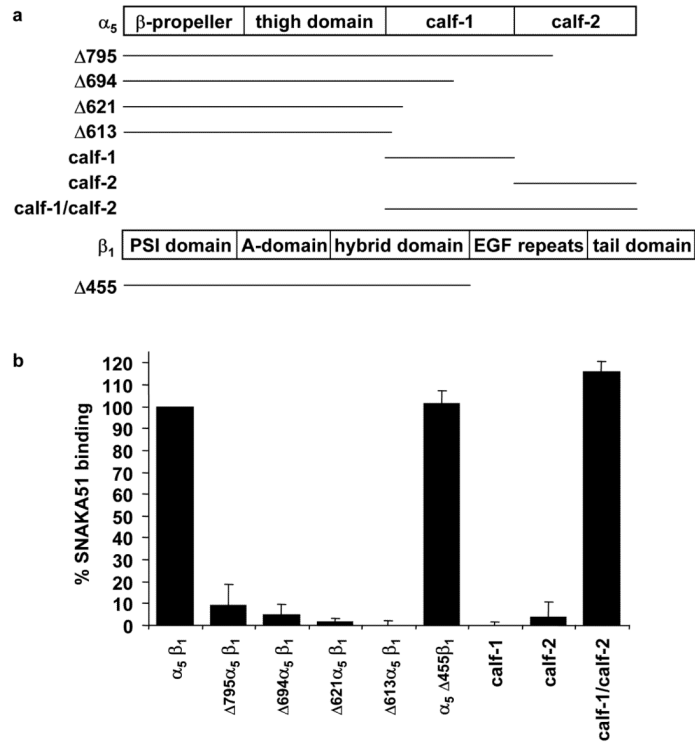 a
α5 β-propeller thigh domain calf-1 calf-2
Δ795
Δ694
Δ621
Δ613
calf-1
calf-2
calf-1/calf-2
β1 PSI domain A-domain hybrid domain EGF repeats tail domain
Δ455
b
% SNAKA51 binding
120
110
100
90
80
70
60
50
40
30
20
10
0
α5 β1
Δ795α5 β1
Δ694α5 β1
Δ621α5 β1
Δ613α5 β1
α5 Δ455β1
calf-1
calf-2
calf-1/calf-2